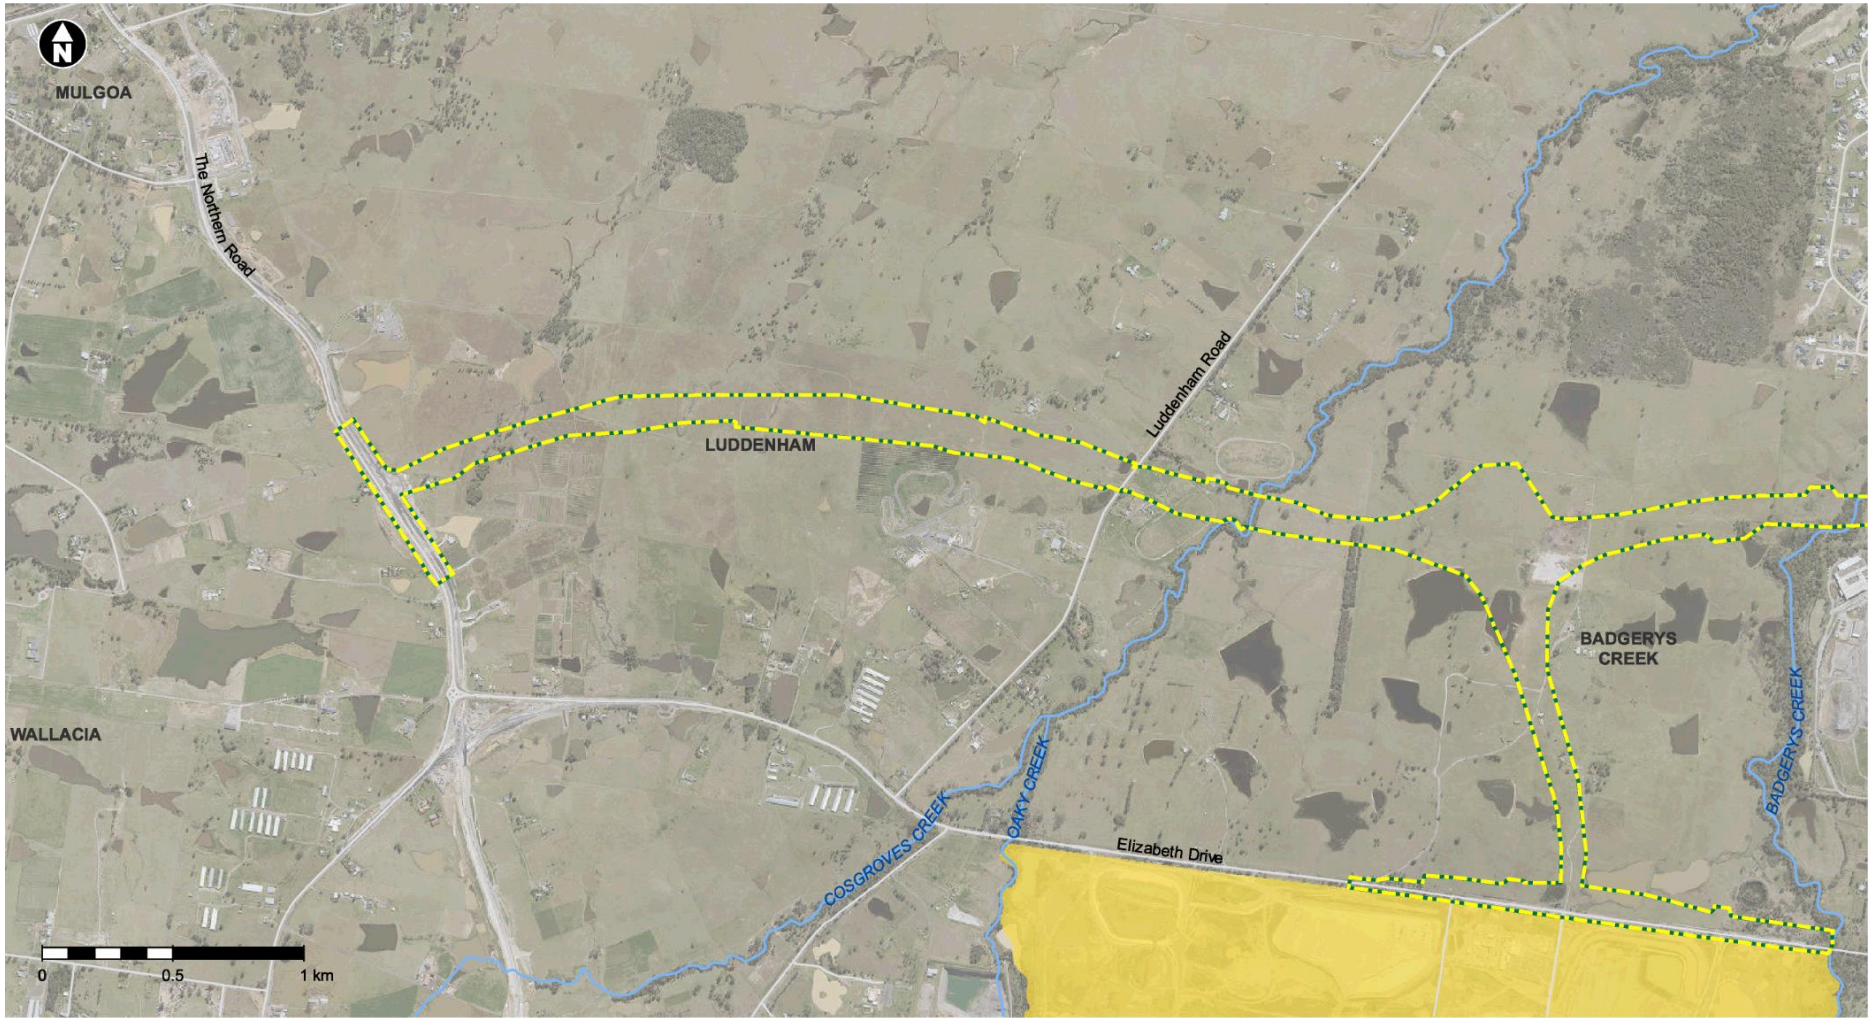 N
MULGOA
The Northern Road
Luddenham Road
LUDDENHAM
BADGERYS
CREEK
WALLACIA
BADGERYS CREEK
OAKY CREEK
COSGROVES CREEK
Elizabeth Drive
0 0.5 1 km